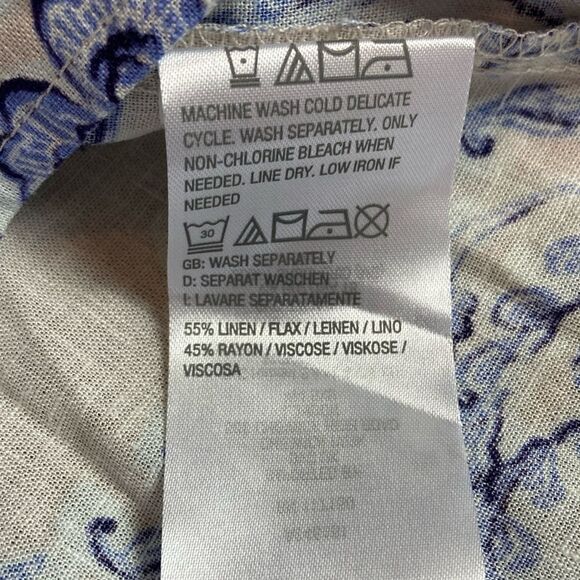 MACHINE WASH COLD DELICATE
CYCLE. WASH SEPARATELY. ONLY
NON-CHLORINE BLEACH WHEN
NEEDED. LINE DRY. LOW IRON IF
NEEDED
30
GB: WASH SEPARATELY
D: SEPARAT WASCHEN
I: LAVARE SEPARATAMENTE
55% LINEN / FLAX / LEINEN / LINO
45% RAYON / VISCOSE / VISKOSE /
VISCOSA